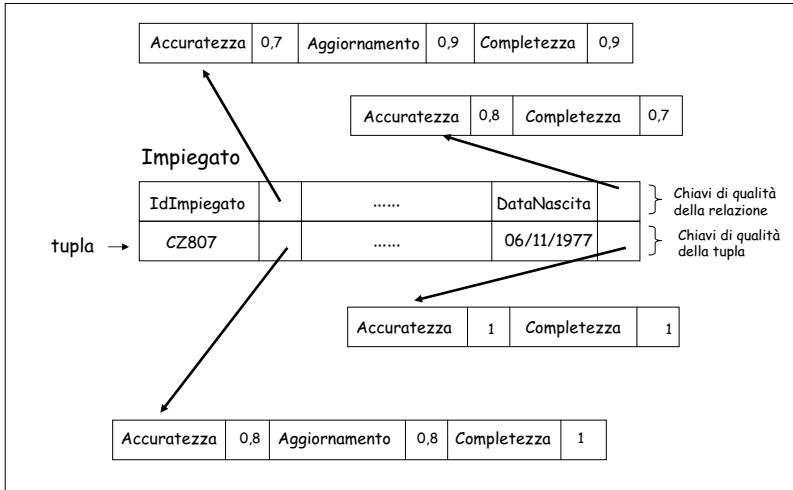 Accuratezza 0,7 Aggiornamento 0,9 Completezza 0,9
Accuratezza 0,8 Completezza 0,7
Impiegato
IdImpiegato ...... DataNascita
Chiavi di qualità
della relazione
tupla CZ807 ...... 06/11/1977
Chiavi di qualità
della tupla
Accuratezza 1 Completezza 1
Accuratezza 0,8 Aggiornamento 0,8 Completezza 1